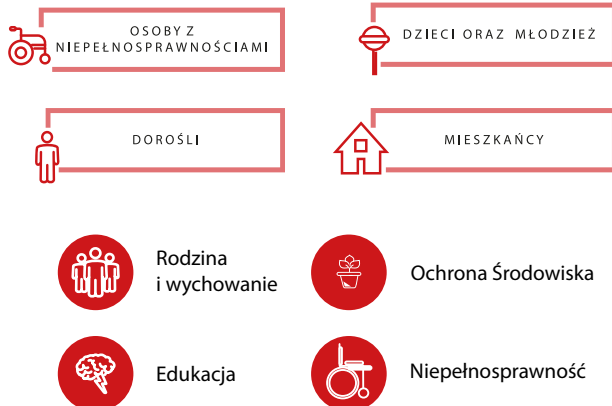 OSOBY Z
NIEPEŁNOSPRAWNOŚCIAMI
DZIECI ORAZ MŁODZIEŻ
DOROŚLI
MIESZKAŃCY
Rodzina
i wychowanie
Ochrona Środowiska
Edukacja
Niepełnosprawność